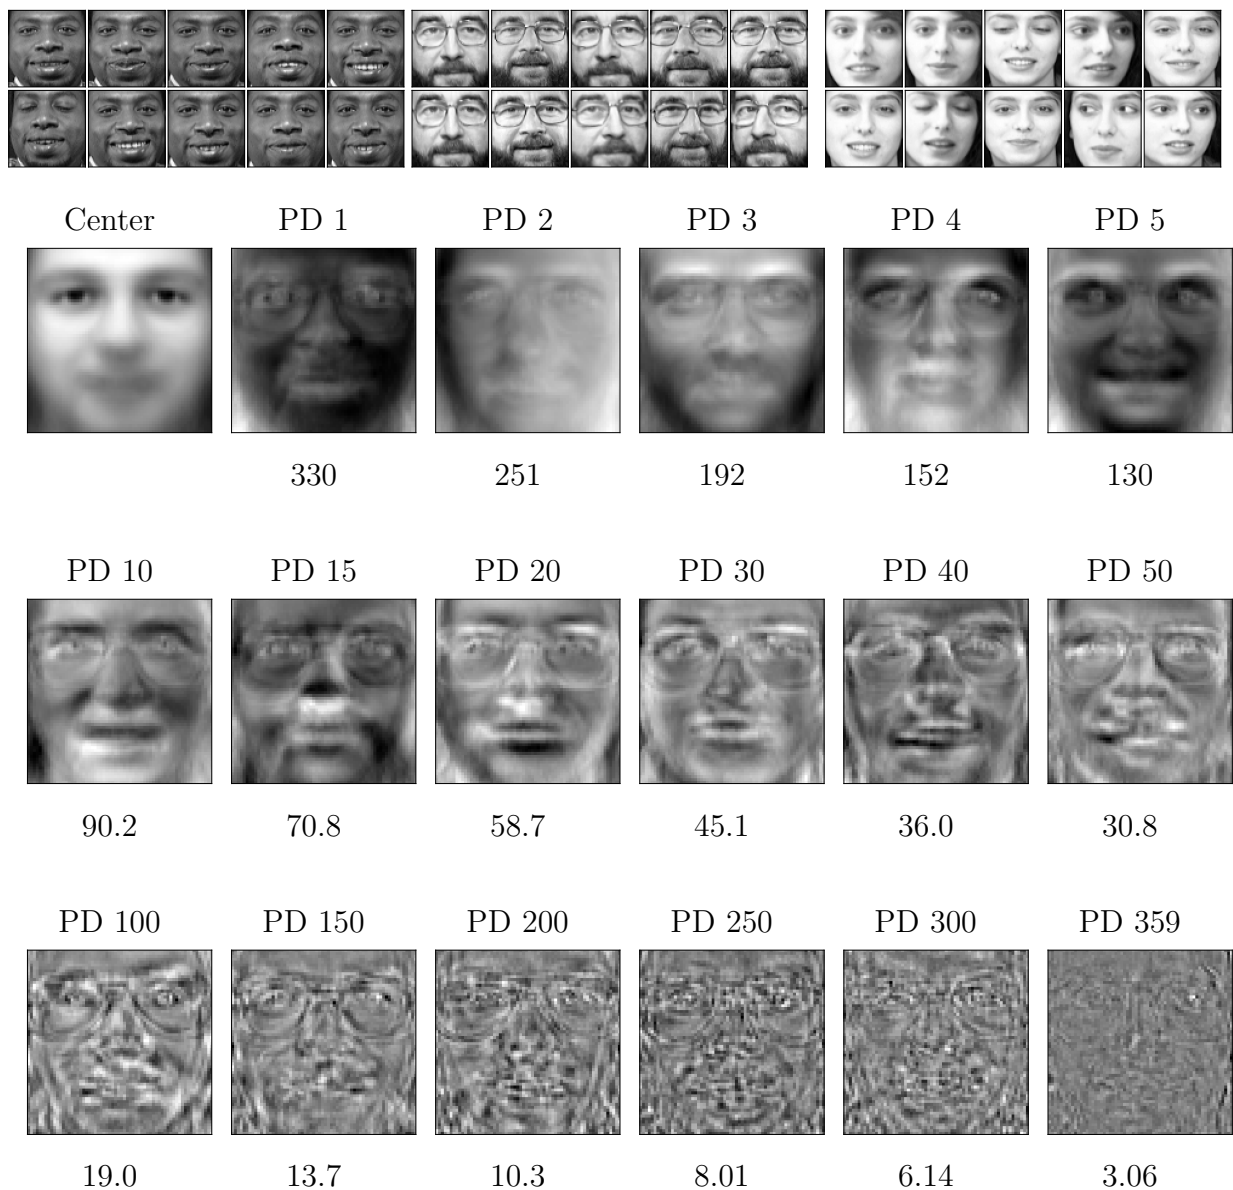 Center PD 1 PD 2 PD 3 PD 4 PD 5
330 251 192 152 130
PD 10 PD 15 PD 20 PD 30 PD 40 PD 50
90.2 70.8 58.7 45.1 36.0 30.8
PD 100 PD 150 PD 200 PD 250 PD 300 PD 359
19.0 13.7 10.3 8.01 6.14 3.06